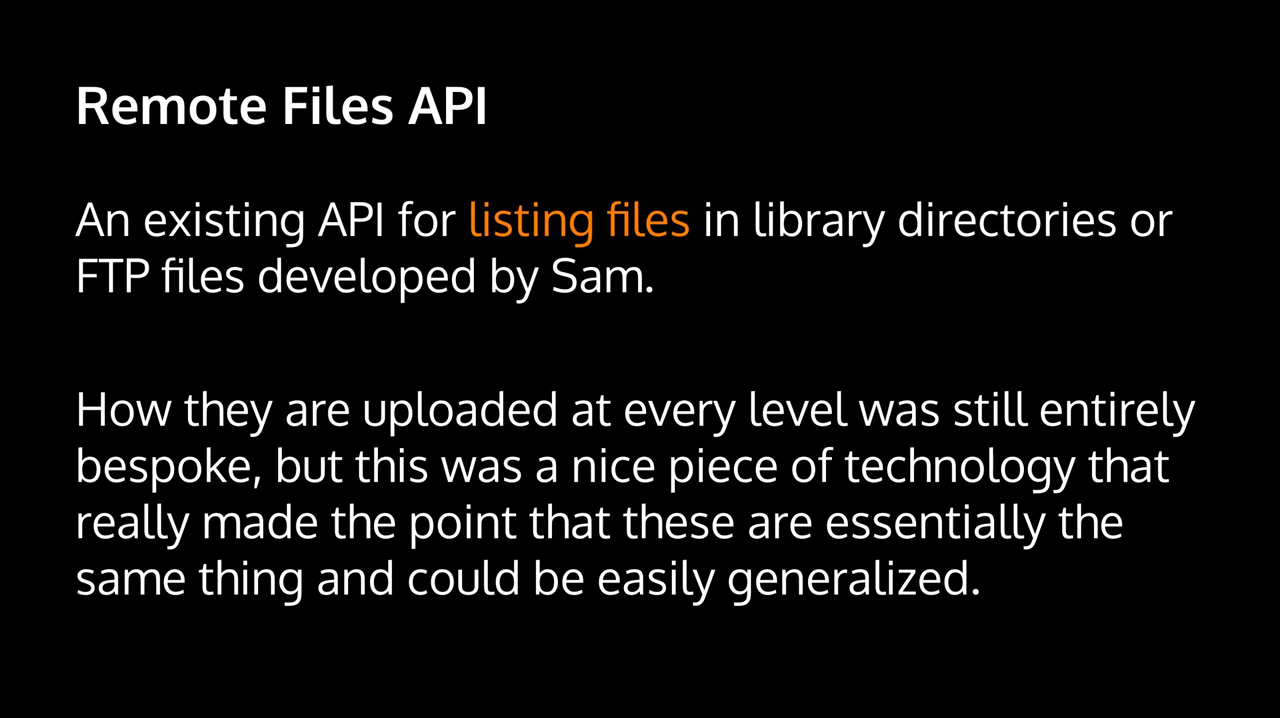 Remote Files API
An existing API for listing files in library directories or
FTP files developed by Sam.
How they are uploaded at every level was still entirely
bespoke, but this was a nice piece of technology that
really made the point that these are essentially the
same thing and could be easily generalized.